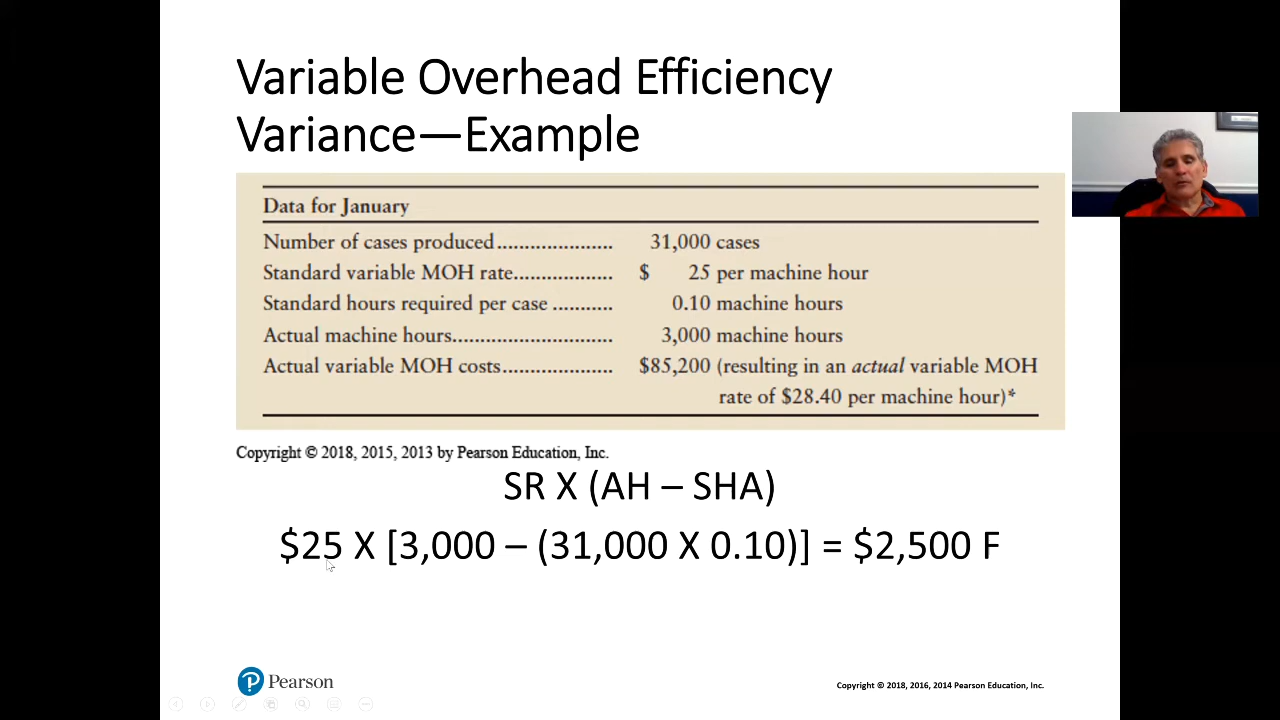 Variable Overhead Efficiency
Variance—Example
Data for January
Number of cases produced..................... 31,000 cases
Standard variable MOH rate.................. $ 25 per machine hour
Standard hours required per case ........... 0.10 machine hours
Actual machine hours............................. 3,000 machine hours
Actual variable MOH costs.................... $85,200 (resulting in an actual variable MOH
rate of $28.40 per machine hour)*
Copyright © 2018, 2015, 2013 by Pearson Education, Inc.
SR X (AH – SHA)
$25 X [3,000 – (31,000 X 0.10)] = $2,500 F
P Pearson
Copyright © 2018, 2016, 2014 Pearson Education, Inc.